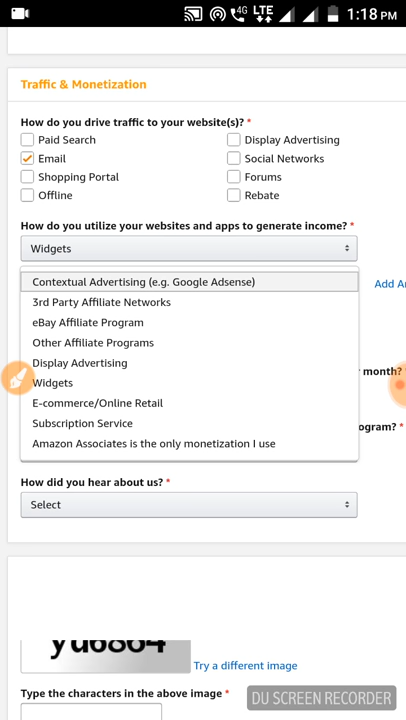 4G LTE 1:18 PM
Traffic & Monetization
How do you drive traffic to your website(s)? *
Paid Search Display Advertising
Email Social Networks
Shopping Portal Forums
Offline Rebate
How do you utilize your websites and apps to generate income? *
Widgets
Contextual Advertising (e.g. Google Adsense)
Add
3rd Party Affiliate Networks
eBay Affiliate Program
Other Affiliate Programs
Display Advertising
month?
Widgets
E-commerce/Online Retail
Subscription Service
ogram? *
Amazon Associates is the only monetization I use
How did you hear about us? *
Select
yu6864
Try a different image
Type the characters in the above image *
DU SCREEN RECORDER